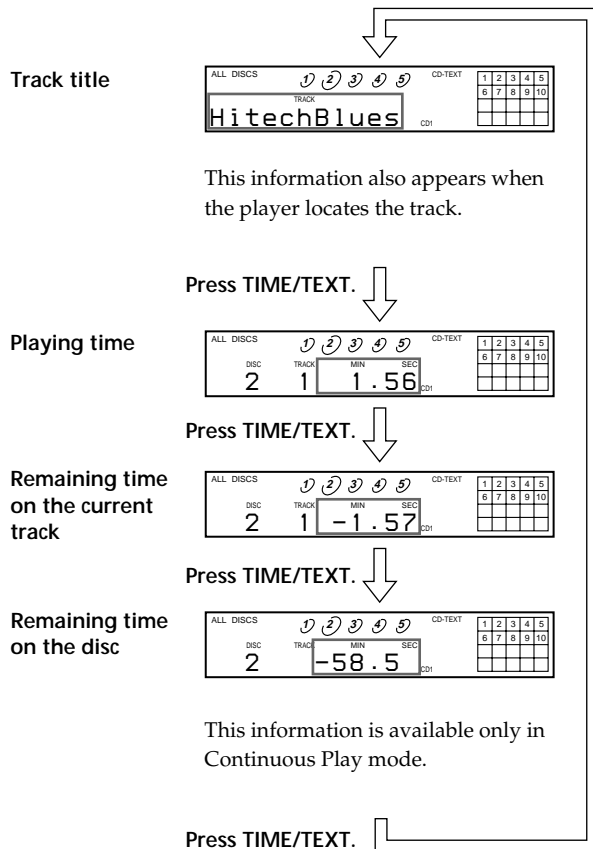 Track title
ALL DISCS 1 2 3 4 5 CD-TEXT 1 2 3 4 5
6 7 8 9 10
TRACK
HitechBlues CD1
This information also appears when
the player locates the track.
Press TIME/TEXT.
Playing time
ALL DISCS 1 2 3 4 5 CD-TEXT 1 2 3 4 5
6 7 8 9 10
DISC TRACK MIN SEC
2 1 1.56 CD1
Press TIME/TEXT.
Remaining time
on the current
track
ALL DISCS 1 2 3 4 5 CD-TEXT 1 2 3 4 5
6 7 8 9 10
DISC TRACK MIN SEC
2 1 -1.57 CD1
Press TIME/TEXT.
Remaining time
on the disc
ALL DISCS 1 2 3 4 5 CD-TEXT 1 2 3 4 5
6 7 8 9 10
DISC TRACK MIN SEC
2 -58.5 CD1
This information is available only in
Continuous Play mode.
Press TIME/TEXT.